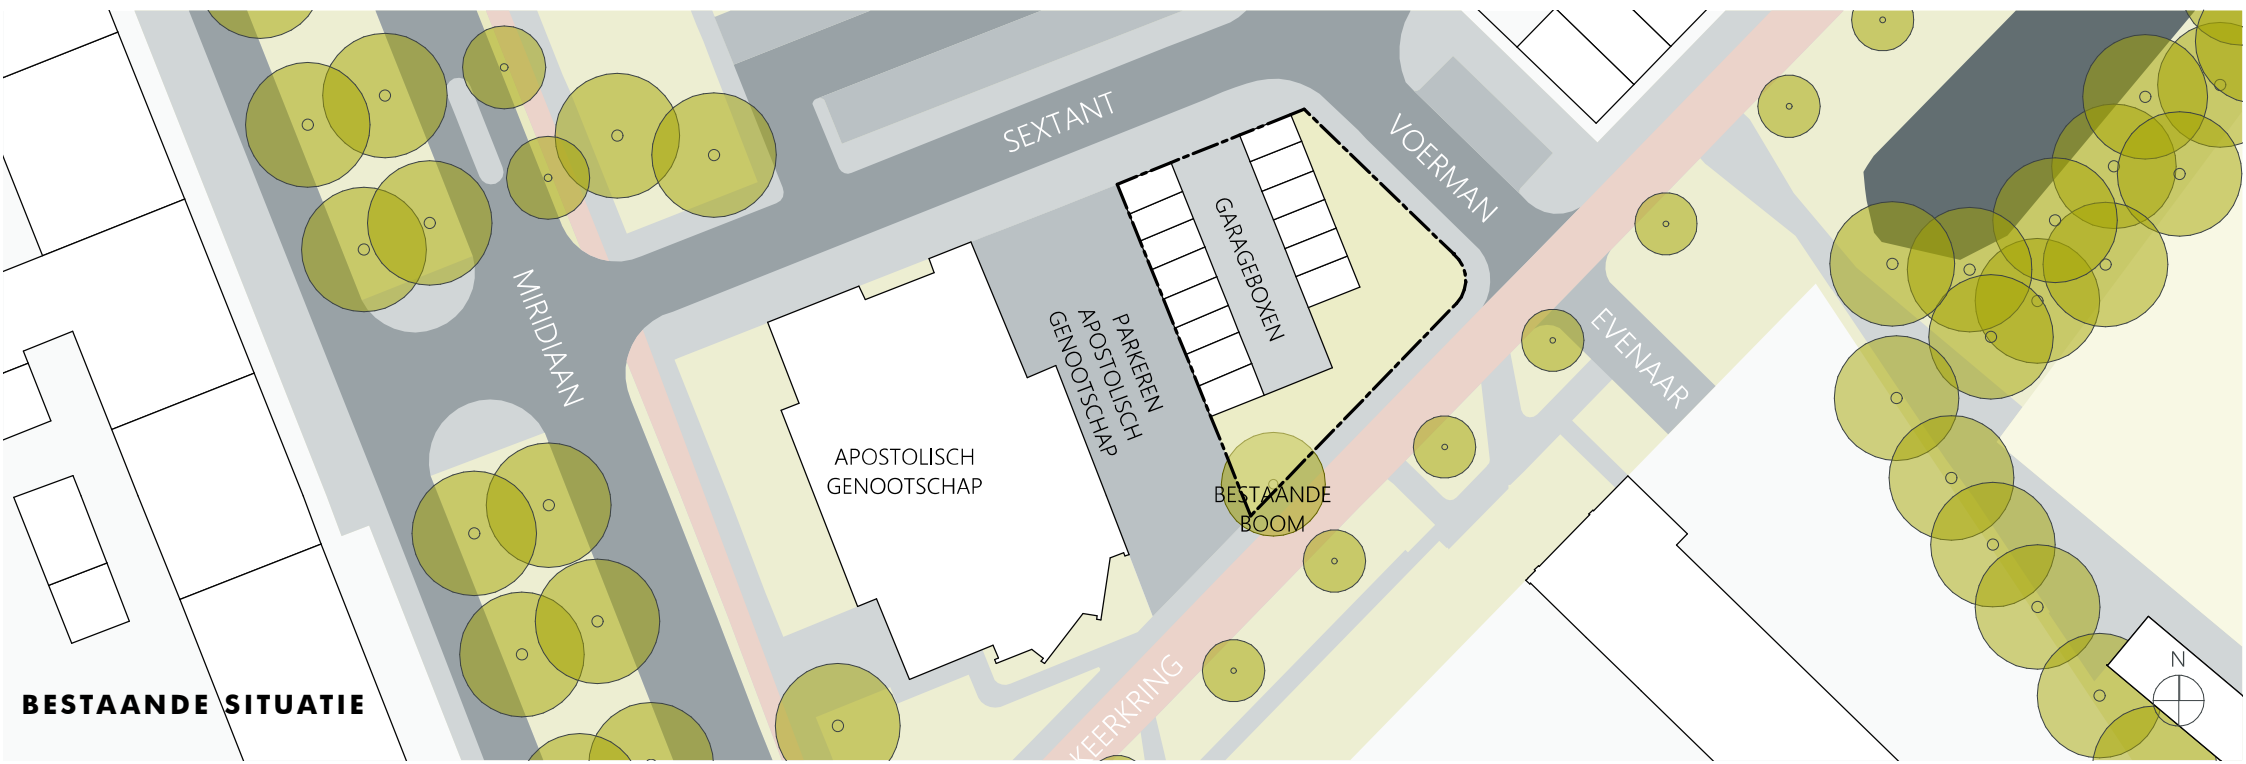 SEXTANT
VOERMAN
MIRIDIAAN
GARAGEBOXEN
PARKEREN
APOSTOLISCH
GENOOTSCHAP
EVENAAR
APOSTOLISCH
GENOOTSCHAP
BESTAANDE
BOOM
KEERKRING
N
BESTAANDE SITUATIE